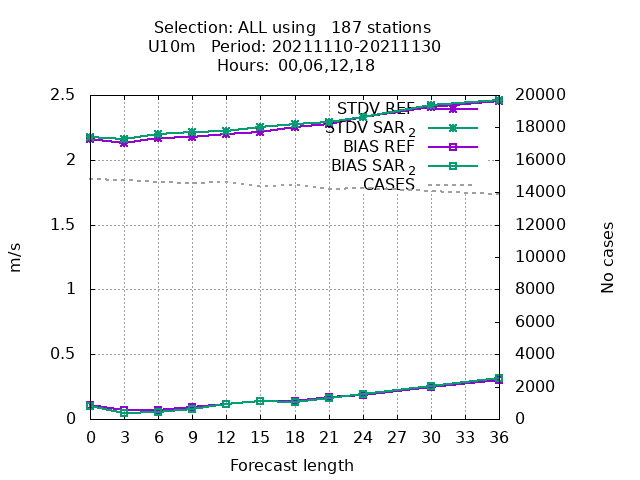 Selection: ALL using   187 stations
U10m   Period: 20211110-20211130
Hours:  00,06,12,18
2.5
2
1.5
1
0.5
0
m/s
20000
18000
16000
14000
12000
10000
8000
6000
4000
2000
0
No cases
STDV REF
STDV SAR2
BIAS REF
BIAS SAR2
CASES
0 3 6 9 12 15 18 21 24 27 30 33 36
Forecast length